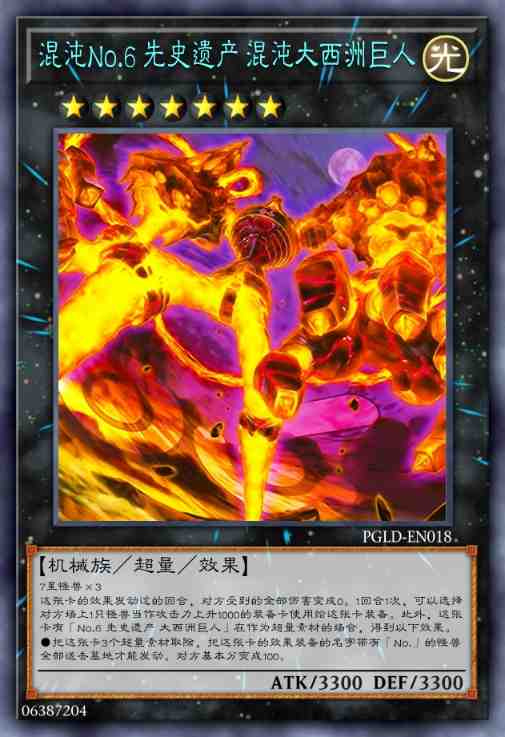 混沌No.6 先史遗产 混沌大西洲巨人
光
PGLD-EN018
【机械族／超量／效果】
7星怪兽×3
这张卡的效果发动过的回合，对方受到的全部伤害变成0。1回合1次，可以选择
对方场上1只怪兽当作攻击力上升1000的装备卡使用给这张卡装备。此外，这张
卡有「No.6 先史遗产 大西洲巨人」在作为超量素材的场合，得到以下效果。
●把这张卡3个超量素材取除，把这张卡的效果装备的名字带有「No.」的怪兽
全部送去墓地才能发动。对方基本分变成100。
ATK/3300 DEF/3300
06387204